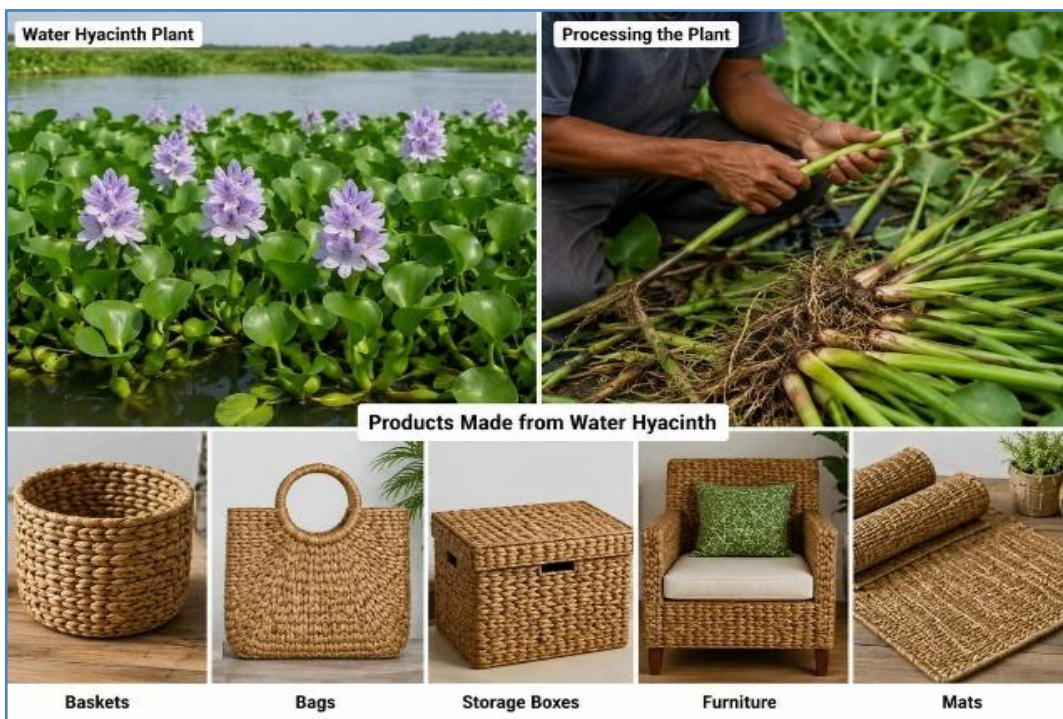 Water Hyacinth Plant
Processing the Plant
Products Made from Water Hyacinth
Baskets
Bags
Storage Boxes
Furniture
Mats